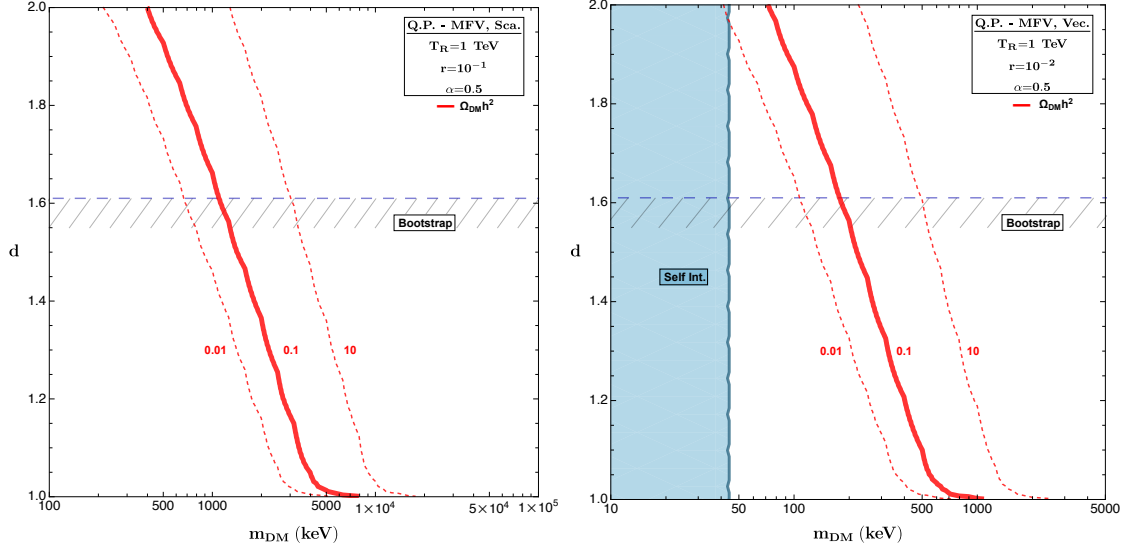 Q.P. - MFV, Sca.
T_R=1 TeV
r=10^-1
α=0.5
Ω_DM h^2
2.0
1.8
1.6
1.4
1.2
1.0
d
Bootstrap
0.01
0.1
10
100
500
1000
5000
1×10^4
5×10^4
1×10^5
m_DM (keV)
Q.P. - MFV, Vec.
T_R=1 TeV
r=10^-2
α=0.5
Ω_DM h^2
2.0
1.8
1.6
1.4
1.2
1.0
d
Bootstrap
Self Int.
0.01
0.1
10
10
50
100
500
1000
5000
m_DM (keV)